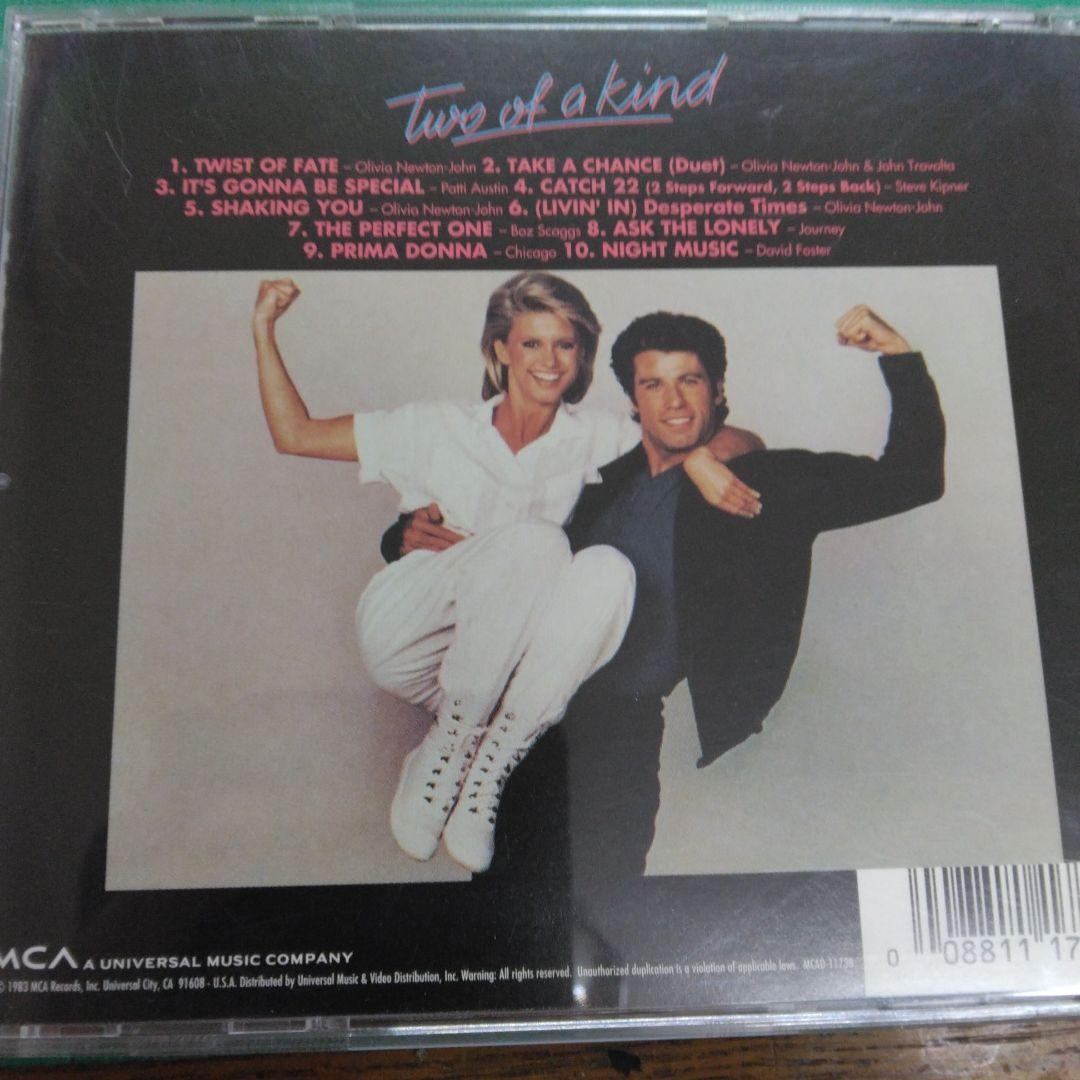 Two of a kind
1. TWIST OF FATE – Olivia Newton-John 2. TAKE A CHANCE (Duet) – Olivia Newton-John & John Travolta
3. IT'S GONNA BE SPECIAL – Patti Austin 4. CATCH 22 (2 Steps Forward, 2 Steps Back) – Steve Kipner
5. SHAKING YOU – Olivia Newton-John 6. (LIVIN' IN) Desperate Times – Olivia Newton-John
7. THE PERFECT ONE – Boz Scaggs 8. ASK THE LONELY – Journey
9. PRIMA DONNA – Chicago 10. NIGHT MUSIC – David Foster
MCA A UNIVERSAL MUSIC COMPANY
© 1983 MCA Records, Inc. Universal City, CA 91608 - U.S.A. Distributed by Universal Music & Video Distribution, Inc. Warning: All rights reserved. Unauthorized duplication is a violation of applicable laws. MCAD-11738
0 08811 17